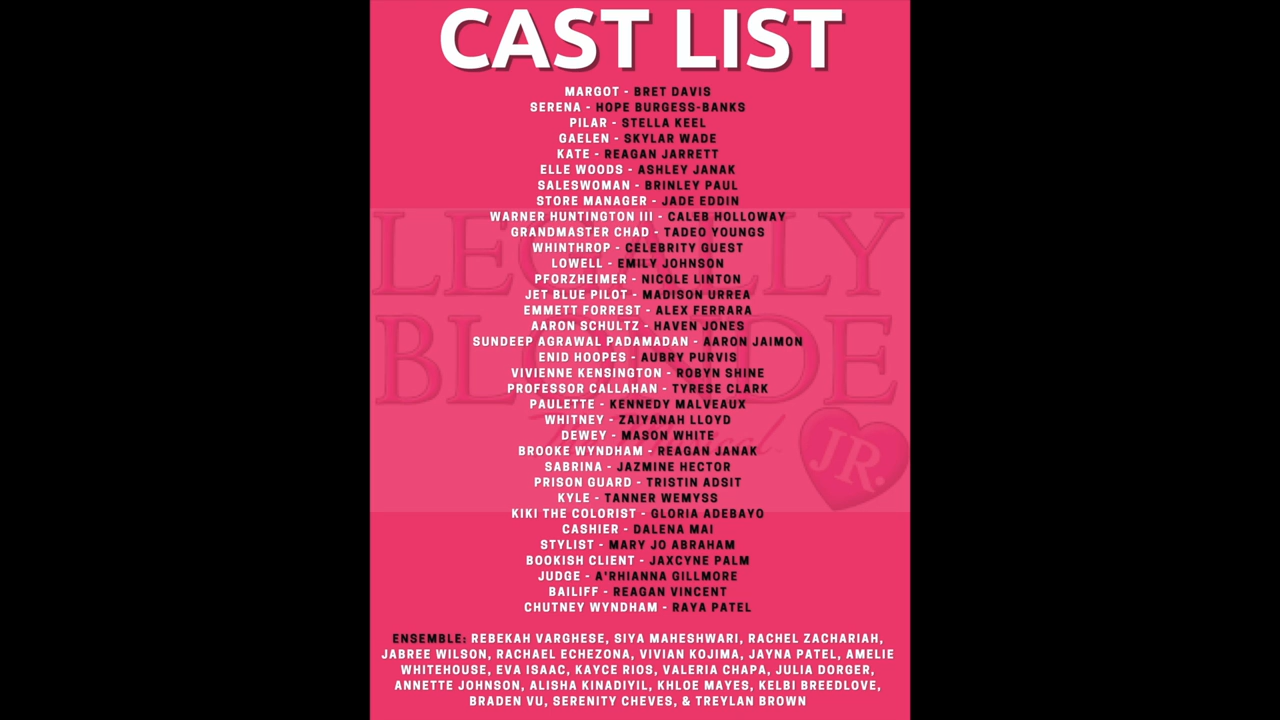 CAST LIST
MARGOT - BRET DAVIS
SERENA - HOPE BURGESS-BANKS
PILAR - STELLA KEEL
GAELEN - SKYLAR WADE
KATE - REAGAN JARRETT
ELLE WOODS - ASHLEY JANAK
SALESWOMAN - BRINLEY PAUL
STORE MANAGER - JADE EDDIN
WARNER HUNTINGTON III - CALEB HOLLOWAY
GRANDMASTER CHAD - TADEO YOUNGS
WHINTHROP - CELEBRITY GUEST
LOWELL - EMILY JOHNSON
PFORZHEIMER - NICOLE LINTON
JET BLUE PILOT - MADISON URREA
EMMETT FORREST - ALEX FERRARA
AARON SCHULTZ - HAVEN JONES
SUNDEEP AGRAWAL PADAMADAN - AARON JAIMON
ENID HOOPES - AUBRY PURVIS
VIVIENNE KENSINGTON - ROBYN SHINE
PROFESSOR CALLAHAN - TYRESE CLARK
PAULETTE - KENNEDY MALVEAUX
WHITNEY - ZAIYANAH LLOYD
DEWEY - MASON WHITE
BROOKE WYNDHAM - REAGAN JANAK
SABRINA - JAZMINE HECTOR
PRISON GUARD - TRISTIN ADSIT
KYLE - TANNER WEMYSS
KIKI THE COLORIST - GLORIA ADEBAYO
CASHIER - DALENA MAI
STYLIST - MARY JO ABRAHAM
BOOKISH CLIENT - JAXCYNE PALM
JUDGE - A'RHIANNA GILLMORE
BAILIFF - REAGAN VINCENT
CHUTNEY WYNDHAM - RAYA PATEL
ENSEMBLE: REBEKAH VARGHESE, SIYA MAHESHWARI, RACHEL ZACHARIAH,
JABREE WILSON, RACHAEL ECHEZONA, VIVIAN KOJIMA, JAYNA PATEL, AMELIE
WHITEHOUSE, EVA ISAAC, KAYCE RIOS, VALERIA CHAPA, JULIA DORGER,
ANNETTE JOHNSON, ALISHA KINADIYIL, KHLOE MAYES, KELBI BREEDLOVE,
BRADEN VU, SERENITY CHEVES, & TREYLAN BROWN
LEGALLY
BLONDE
JR.